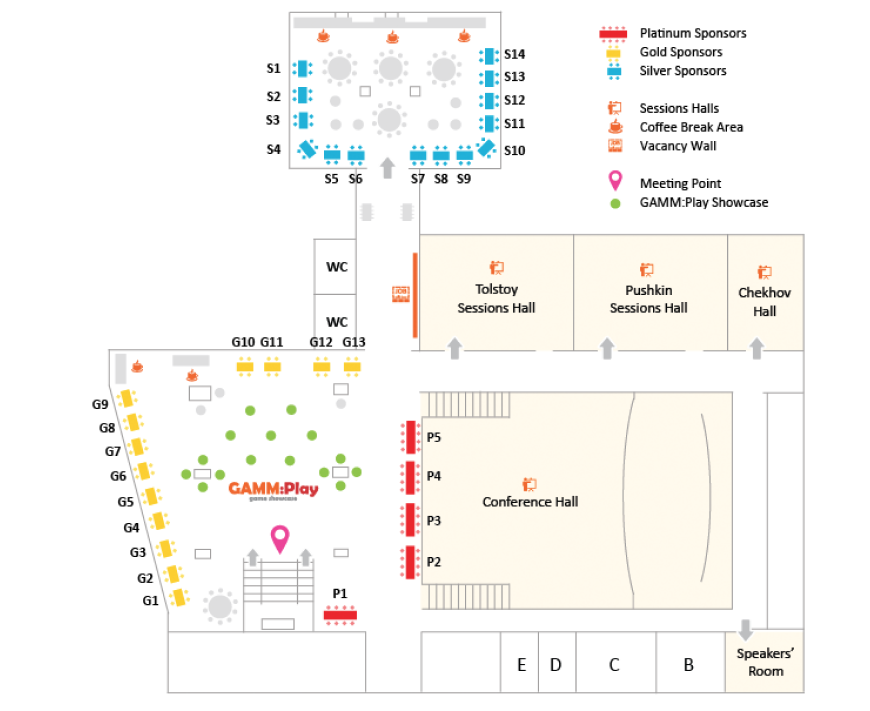 Platinum Sponsors
Gold Sponsors
Silver Sponsors
Sessions Halls
Coffee Break Area
Vacancy Wall
Meeting Point
GAMM:Play Showcase
S1
S2
S3
S4
S5
S6
S7
S8
S9
S10
S11
S12
S13
S14
WC
WC
JOB
Tolstoy
Sessions Hall
Pushkin
Sessions Hall
Chekhov
Hall
G10
G11
G12
G13
G9
G8
G7
G6
G5
G4
G3
G2
G1
GAMM:Play
game showcase
P5
P4
P3
P2
P1
Conference Hall
E
D
C
B
Speakers'
Room